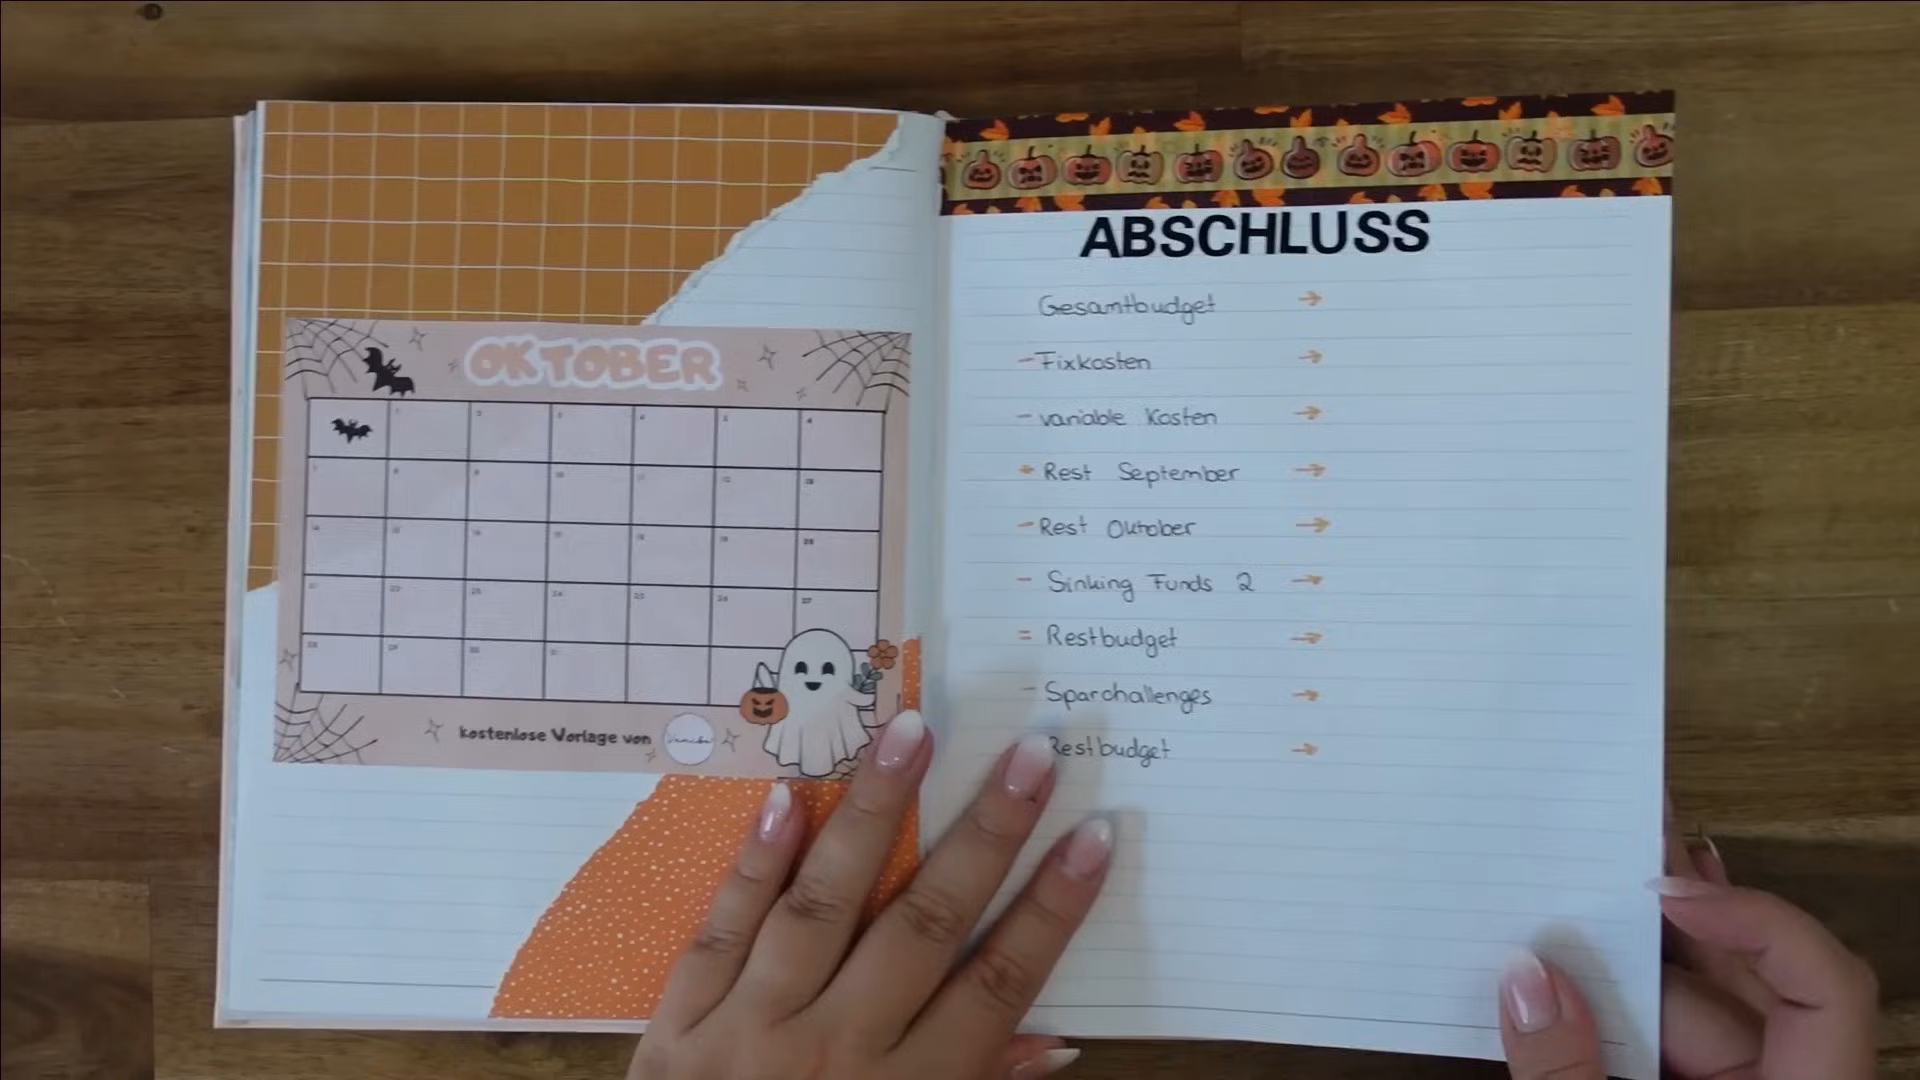 OKTOBER
kostenlose Vorlage von
ABSCHLUSS
Gesamtbudget →
- Fixkosten →
- variable Kosten →
+ Rest September →
- Rest Oktober →
- Sinking Funds 2 →
= Restbudget →
- Sparchallenges →
Restbudget →